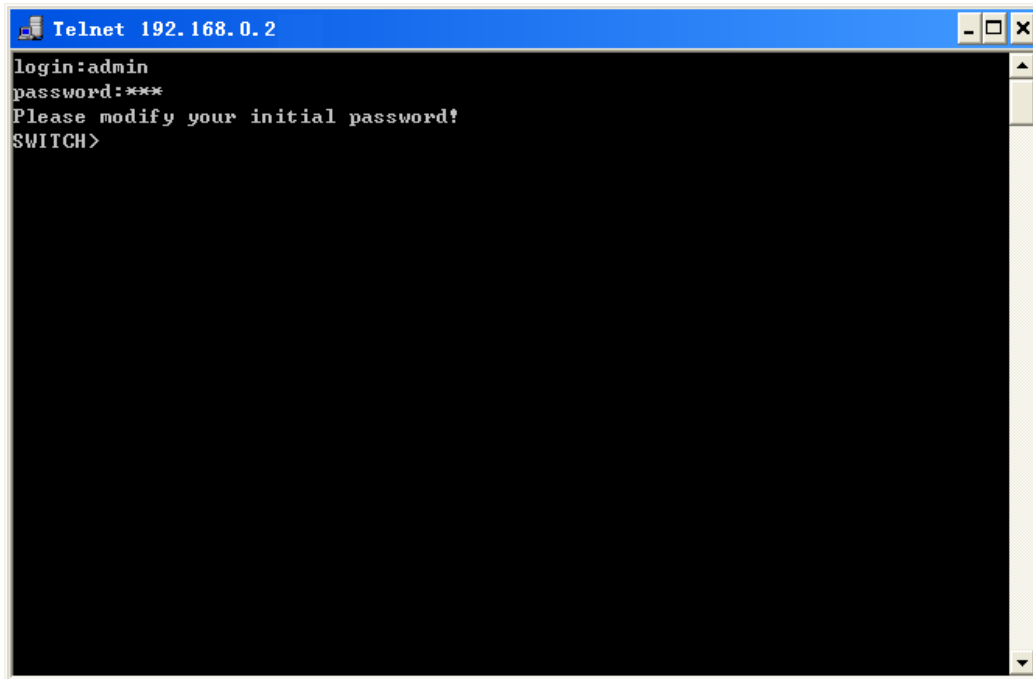 Telnet 192.168.0.2
login:admin
password:***
Please modify your initial password!
SWITCH>